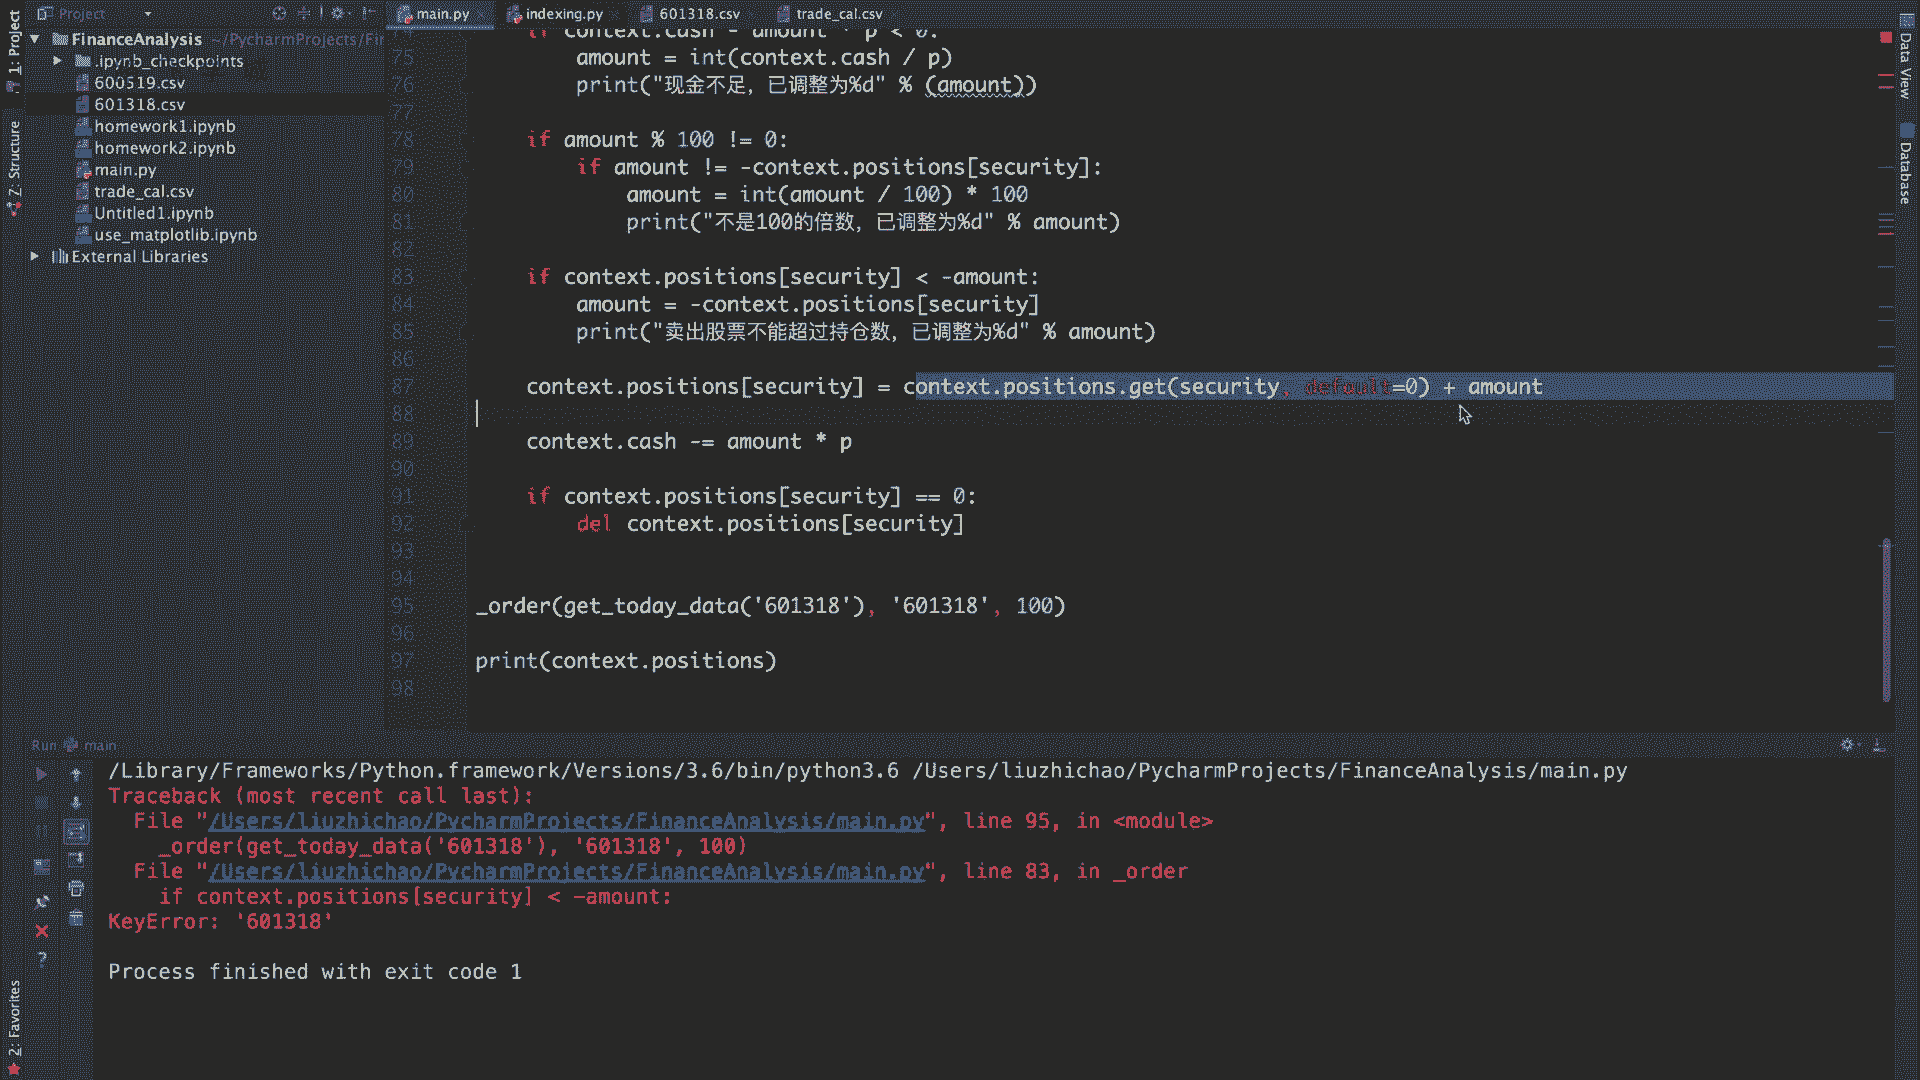 Project
main.py
indexing.py
601318.csv
trade_cal.csv
1: Project
Z: Structure
2: Favorites
Data View
Database
FinanceAnalysis ~/PycharmProjects/Fi
.ipynb_checkpoints
600519.csv
601318.csv
homework1.ipynb
homework2.ipynb
main.py
trade_cal.csv
Untitled1.ipynb
use_matplotlib.ipynb
External Libraries
74 if context.cash - amount * p < 0:
75 amount = int(context.cash / p)
76 print("现金不足，已调整为%d" % (amount))
77
78 if amount % 100 != 0:
79 if amount != -context.positions[security]:
80 amount = int(amount / 100) * 100
81 print("不是100的倍数，已调整为%d" % amount)
82
83 if context.positions[security] < -amount:
84 amount = -context.positions[security]
85 print("卖出股票不能超过持仓数，已调整为%d" % amount)
86
87 context.positions[security] = context.positions.get(security, default=0) + amount
88
89 context.cash -= amount * p
90
91 if context.positions[security] == 0:
92 del context.positions[security]
93
94
95 _order(get_today_data('601318'), '601318', 100)
96
97 print(context.positions)
98
Run main
/Library/Frameworks/Python.framework/Versions/3.6/bin/python3.6 /Users/liuzhichao/PycharmProjects/FinanceAnalysis/main.py
Traceback (most recent call last):
File "/Users/liuzhichao/PycharmProjects/FinanceAnalysis/main.py", line 95, in <module>
_order(get_today_data('601318'), '601318', 100)
File "/Users/liuzhichao/PycharmProjects/FinanceAnalysis/main.py", line 83, in _order
if context.positions[security] < -amount:
KeyError: '601318'
Process finished with exit code 1